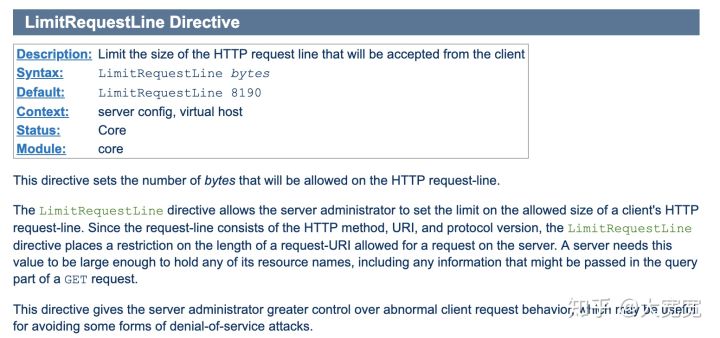 LimitRequestLine Directive
Description: Limit the size of the HTTP request line that will be accepted from the client
Syntax: LimitRequestLine bytes
Default: LimitRequestLine 8190
Context: server config, virtual host
Status: Core
Module: core
This directive sets the number of bytes that will be allowed on the HTTP request-line.
The LimitRequestLine directive allows the server administrator to set the limit on the allowed size of a client's HTTP
request-line. Since the request-line consists of the HTTP method, URI, and protocol version, the LimitRequestLine
directive places a restriction on the length of a request-URI allowed for a request on the server. A server needs this
value to be large enough to hold any of its resource names, including any information that might be passed in the query
part of a GET request.
This directive gives the server administrator greater control over abnormal client request behavior, which may be useful
for avoiding some forms of denial-of-service attacks.
知乎 @大宽宽